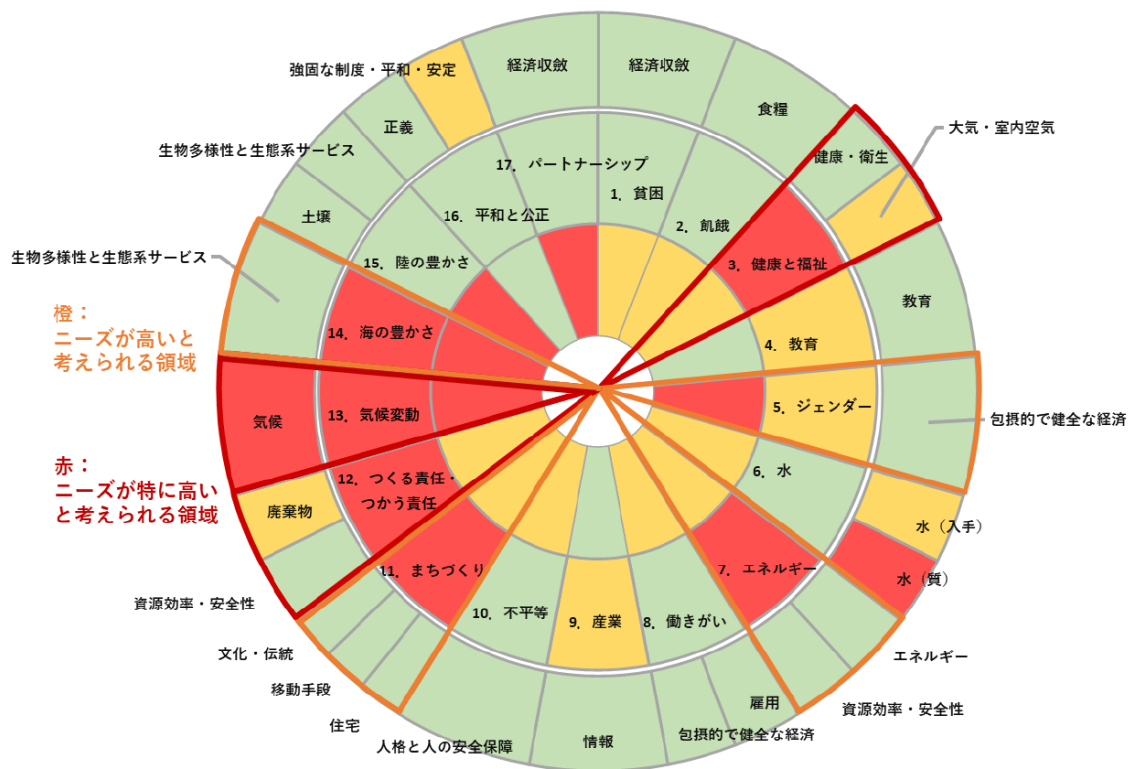 経済収斂
経済収斂
強固な制度・平和・安定
食糧
正義
大気・室内空気
生物多様性と生態系サービス
健康・衛生
17. パートナーシップ
1. 貧困
16. 平和と公正
2. 飢餓
土壌
生物多様性と生態系サービス
15. 陸の豊かさ
3. 健康と福祉
教育
橙：
ニーズが高いと
考えられる領域
14. 海の豊かさ
4. 教育
気候
13. 気候変動
5. ジェンダー
包摂的で健全な経済
赤：
ニーズが特に高い
と考えられる領域
12. つくる責任・
つかう責任
6. 水
廃棄物
水（入手）
11. まちづくり
7. エネルギー
水（質）
資源効率・安全性
10. 不平等
9. 産業
8. 働きがい
文化・伝統
エネルギー
移動手段
資源効率・安全性
住宅
雇用
人格と人の安全保障
情報
包摂的で健全な経済